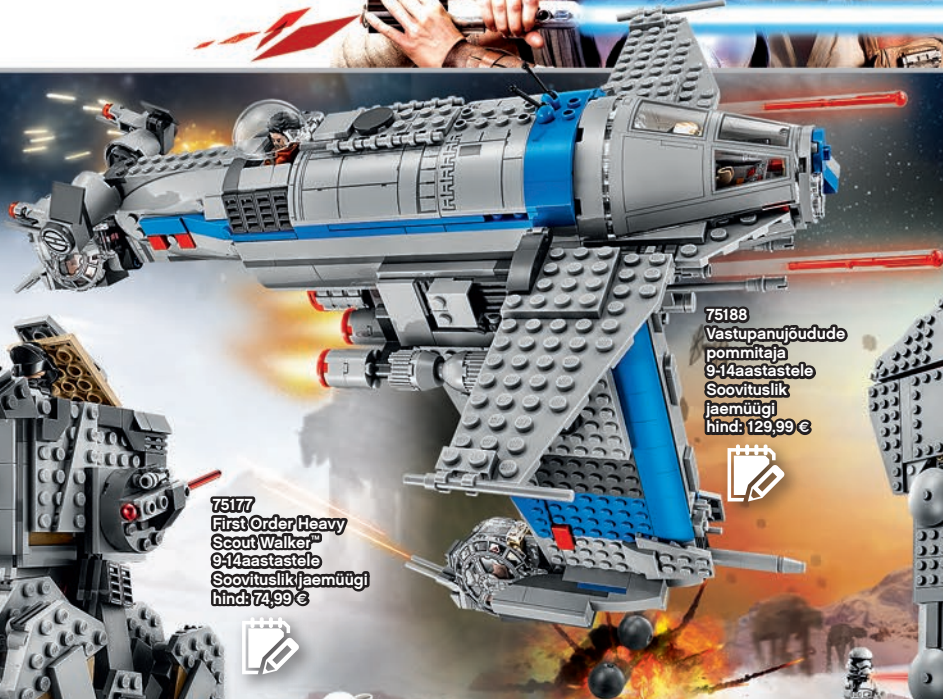 75188
Vastupanujõudude
pommitaja
9-14aastastele
Soovituslik
jaemüügi
hind: 129,99 €
75177
First Order Heavy
Scout Walker™
9-14aastastele
Soovituslik jaemüügi
hind: 74,99 €